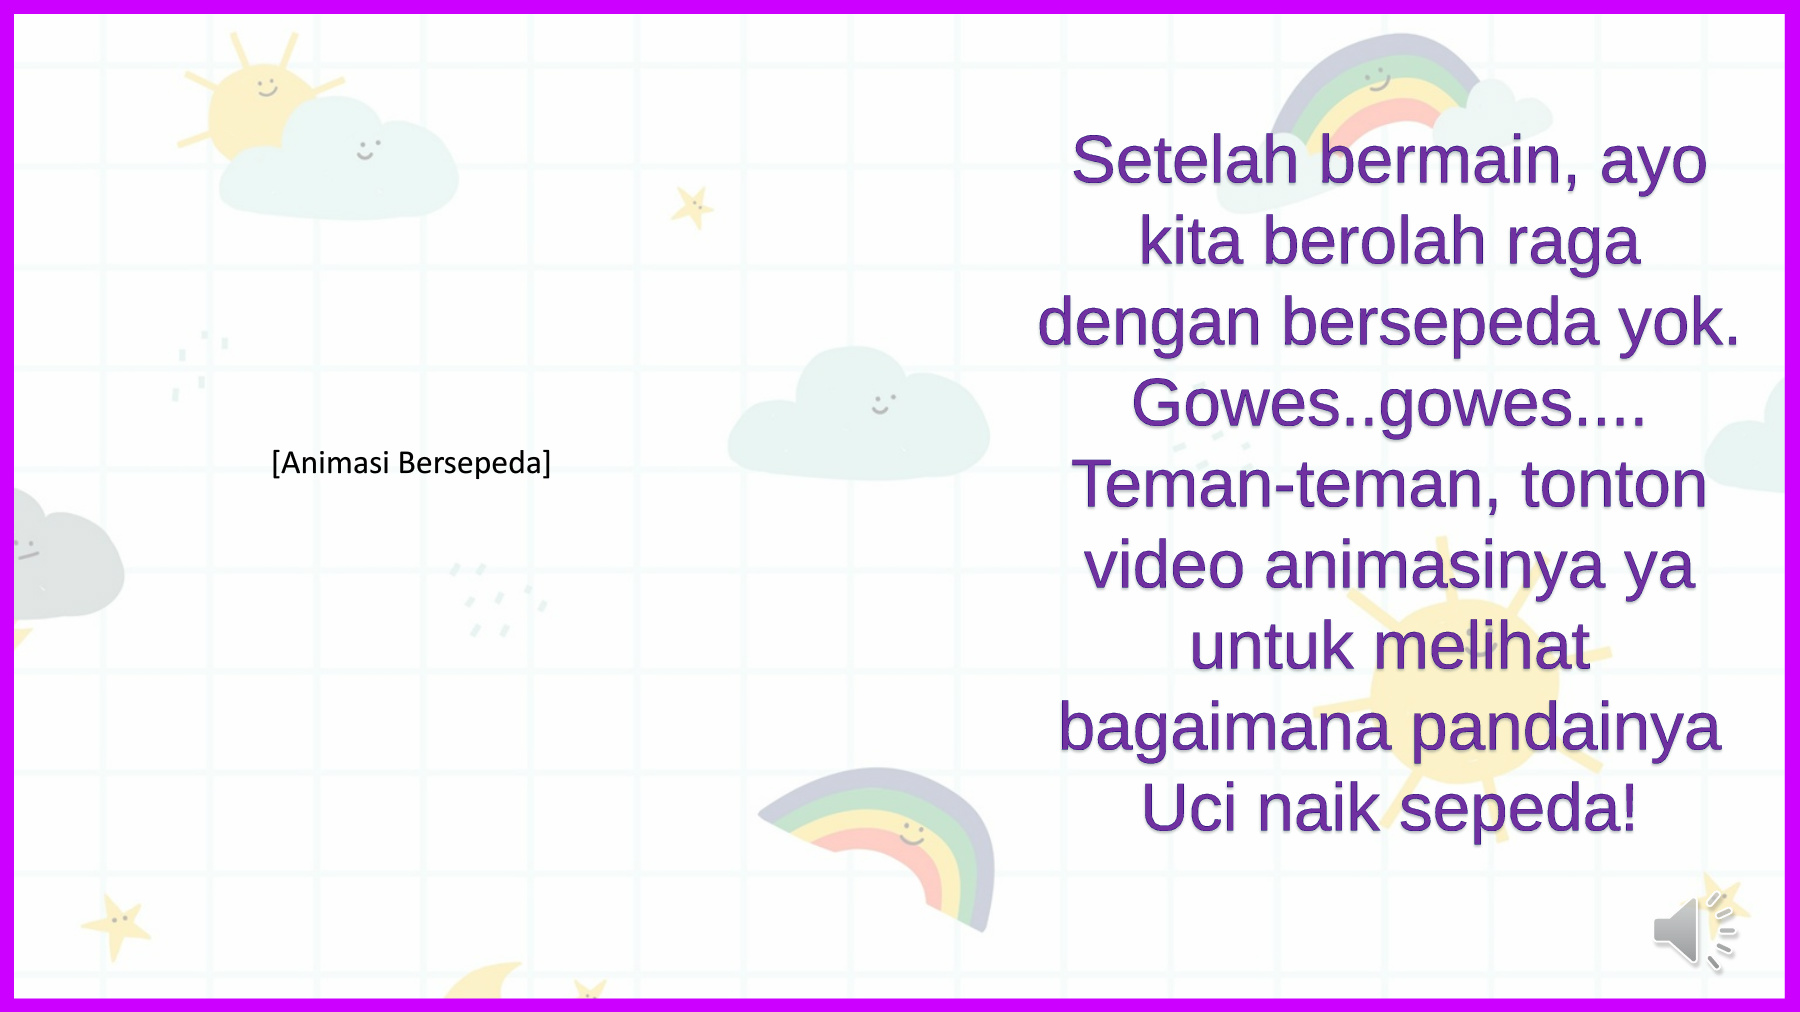 [Animasi Bersepeda]
Setelah bermain, ayo
kita berolah raga
dengan bersepeda yok.
Gowes..gowes....
Teman-teman, tonton
video animasinya ya
untuk melihat
bagaimana pandainya
Uci naik sepeda!